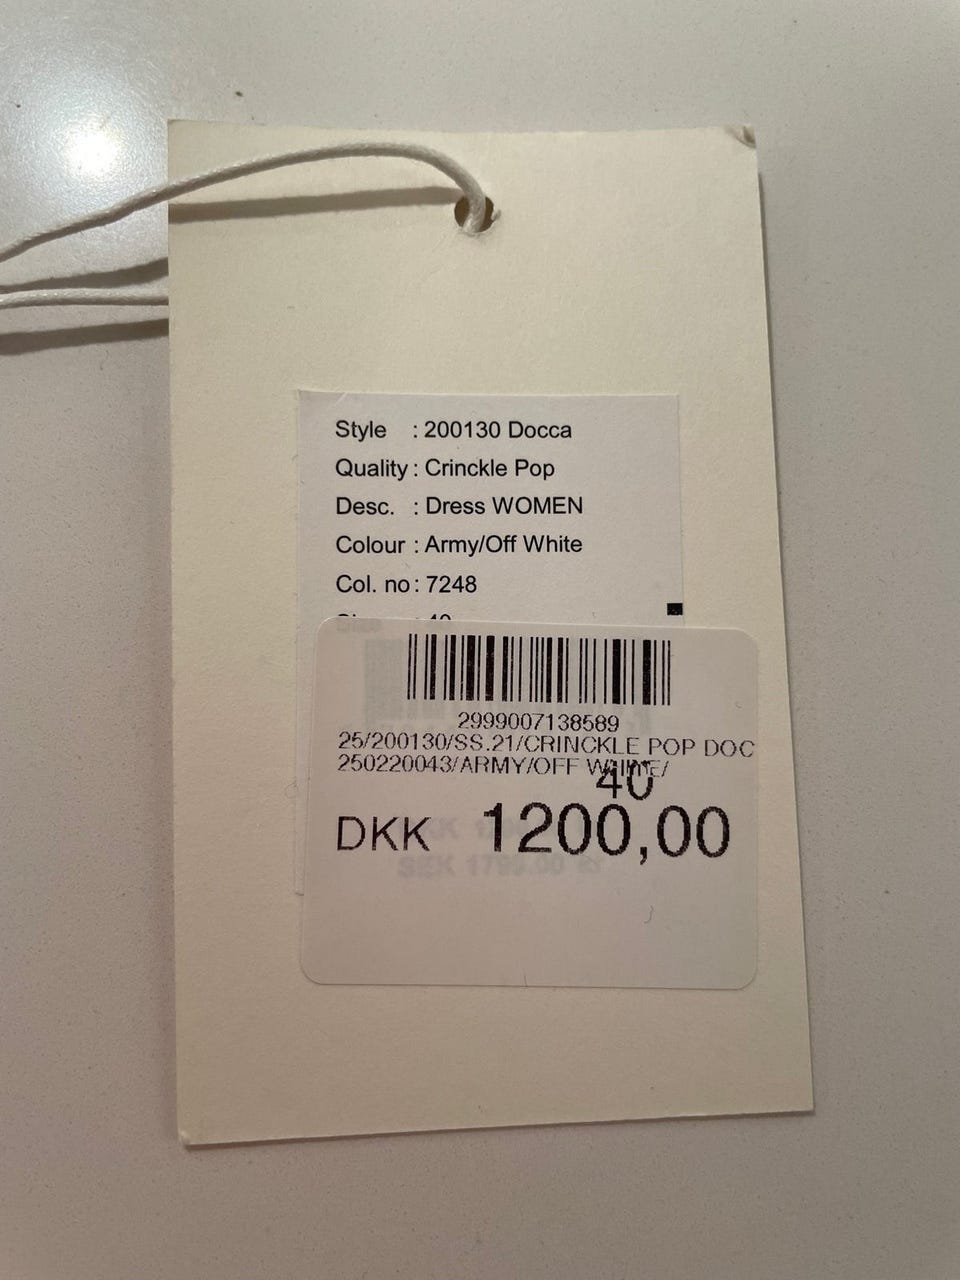 Style : 200130 Docca
Quality : Crinckle Pop
Desc. : Dress WOMEN
Colour : Army/Off White
Col. no : 7248
2999007138589
25/200130/SS.21/CRINCKLE POP DOC
250220043/ARMY/OFF WHITE/
40
DKK 1200,00